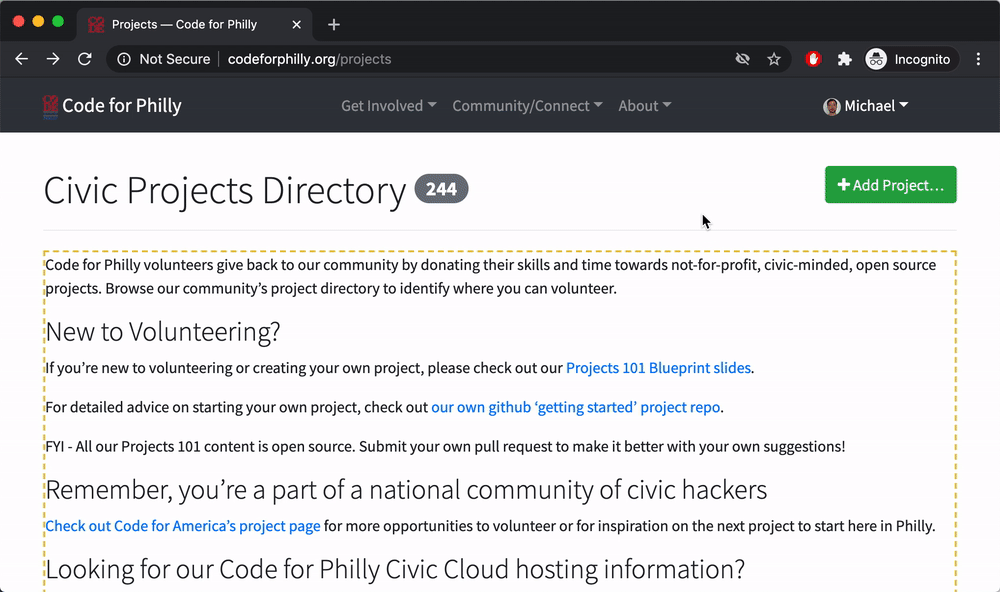 Projects — Code for Philly
Not Secure codeforphilly.org/projects Incognito
Code for Philly Get Involved Community/Connect About Michael
Civic Projects Directory 244 Add Project…
Code for Philly volunteers give back to our community by donating their skills and time towards not-for-profit, civic-minded, open source
projects. Browse our community’s project directory to identify where you can volunteer.
New to Volunteering?
If you’re new to volunteering or creating your own project, please check out our Projects 101 Blueprint slides.
For detailed advice on starting your own project, check out our own github ‘getting started’ project repo.
FYI - All our Projects 101 content is open source. Submit your own pull request to make it better with your own suggestions!
Remember, you’re a part of a national community of civic hackers
Check out Code for America’s project page for more opportunities to volunteer or for inspiration on the next project to start here in Philly.
Looking for our Code for Philly Civic Cloud hosting information?